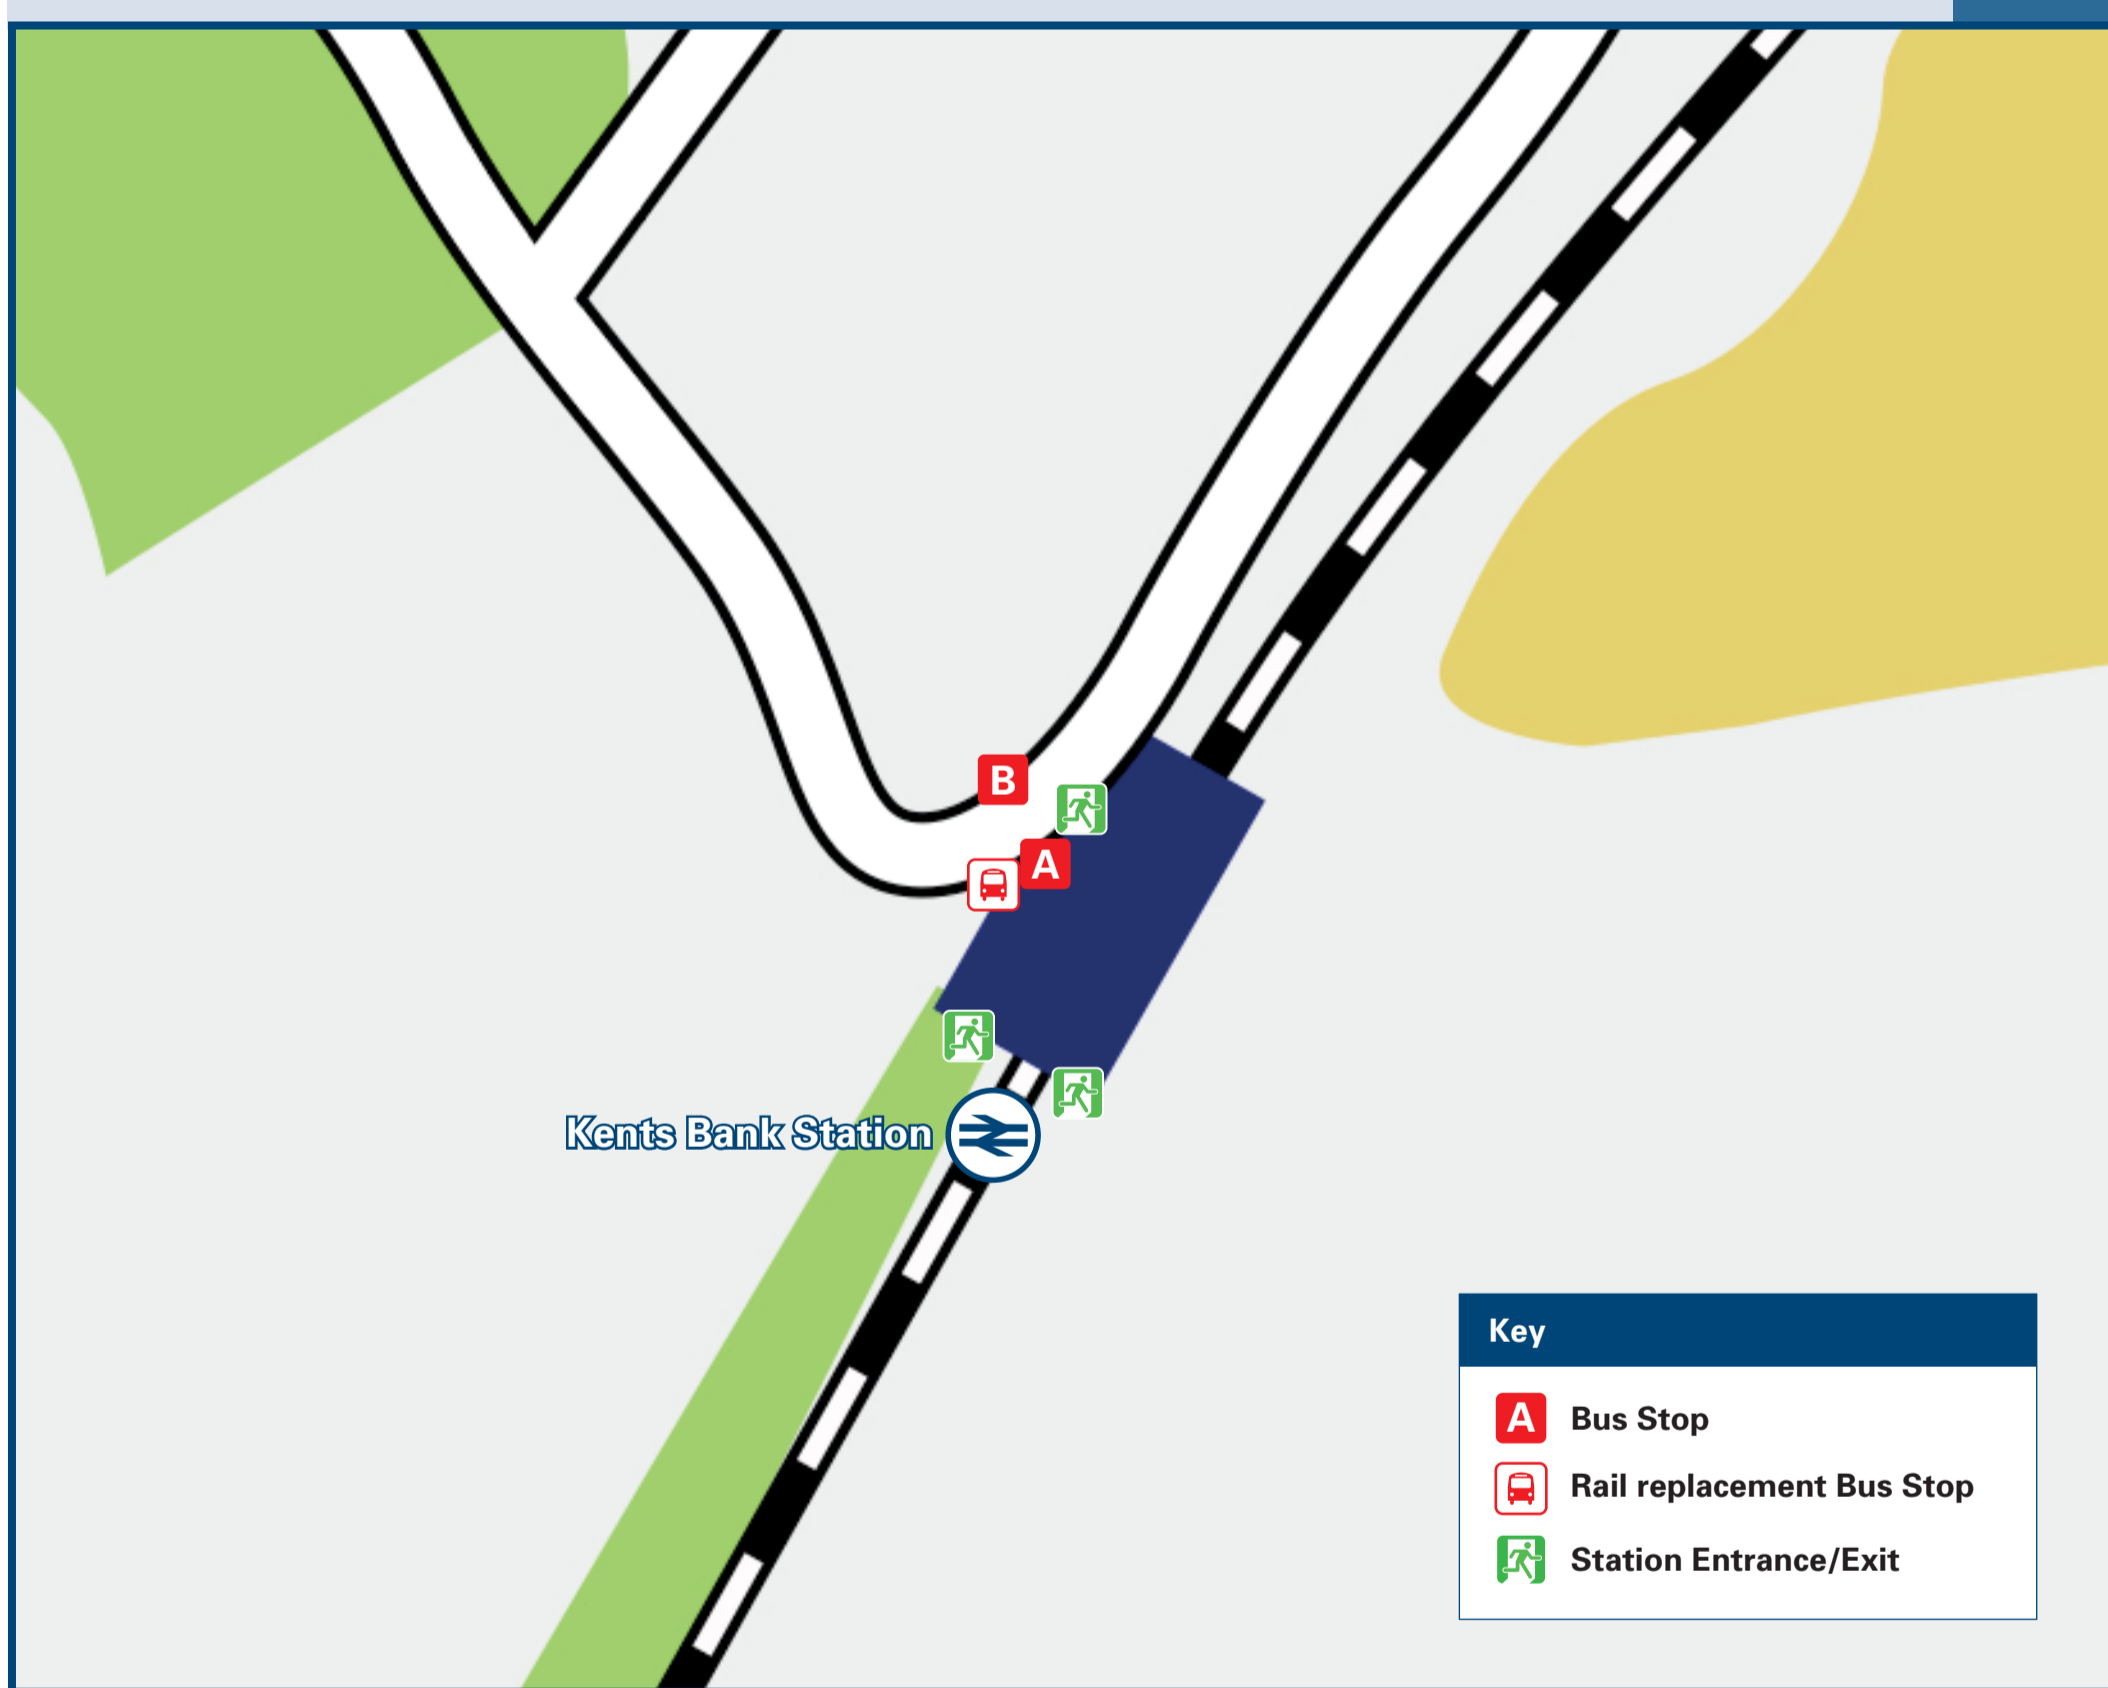 B
A
Kents Bank Station
Key
A Bus Stop
Rail replacement Bus Stop
Station Entrance/Exit